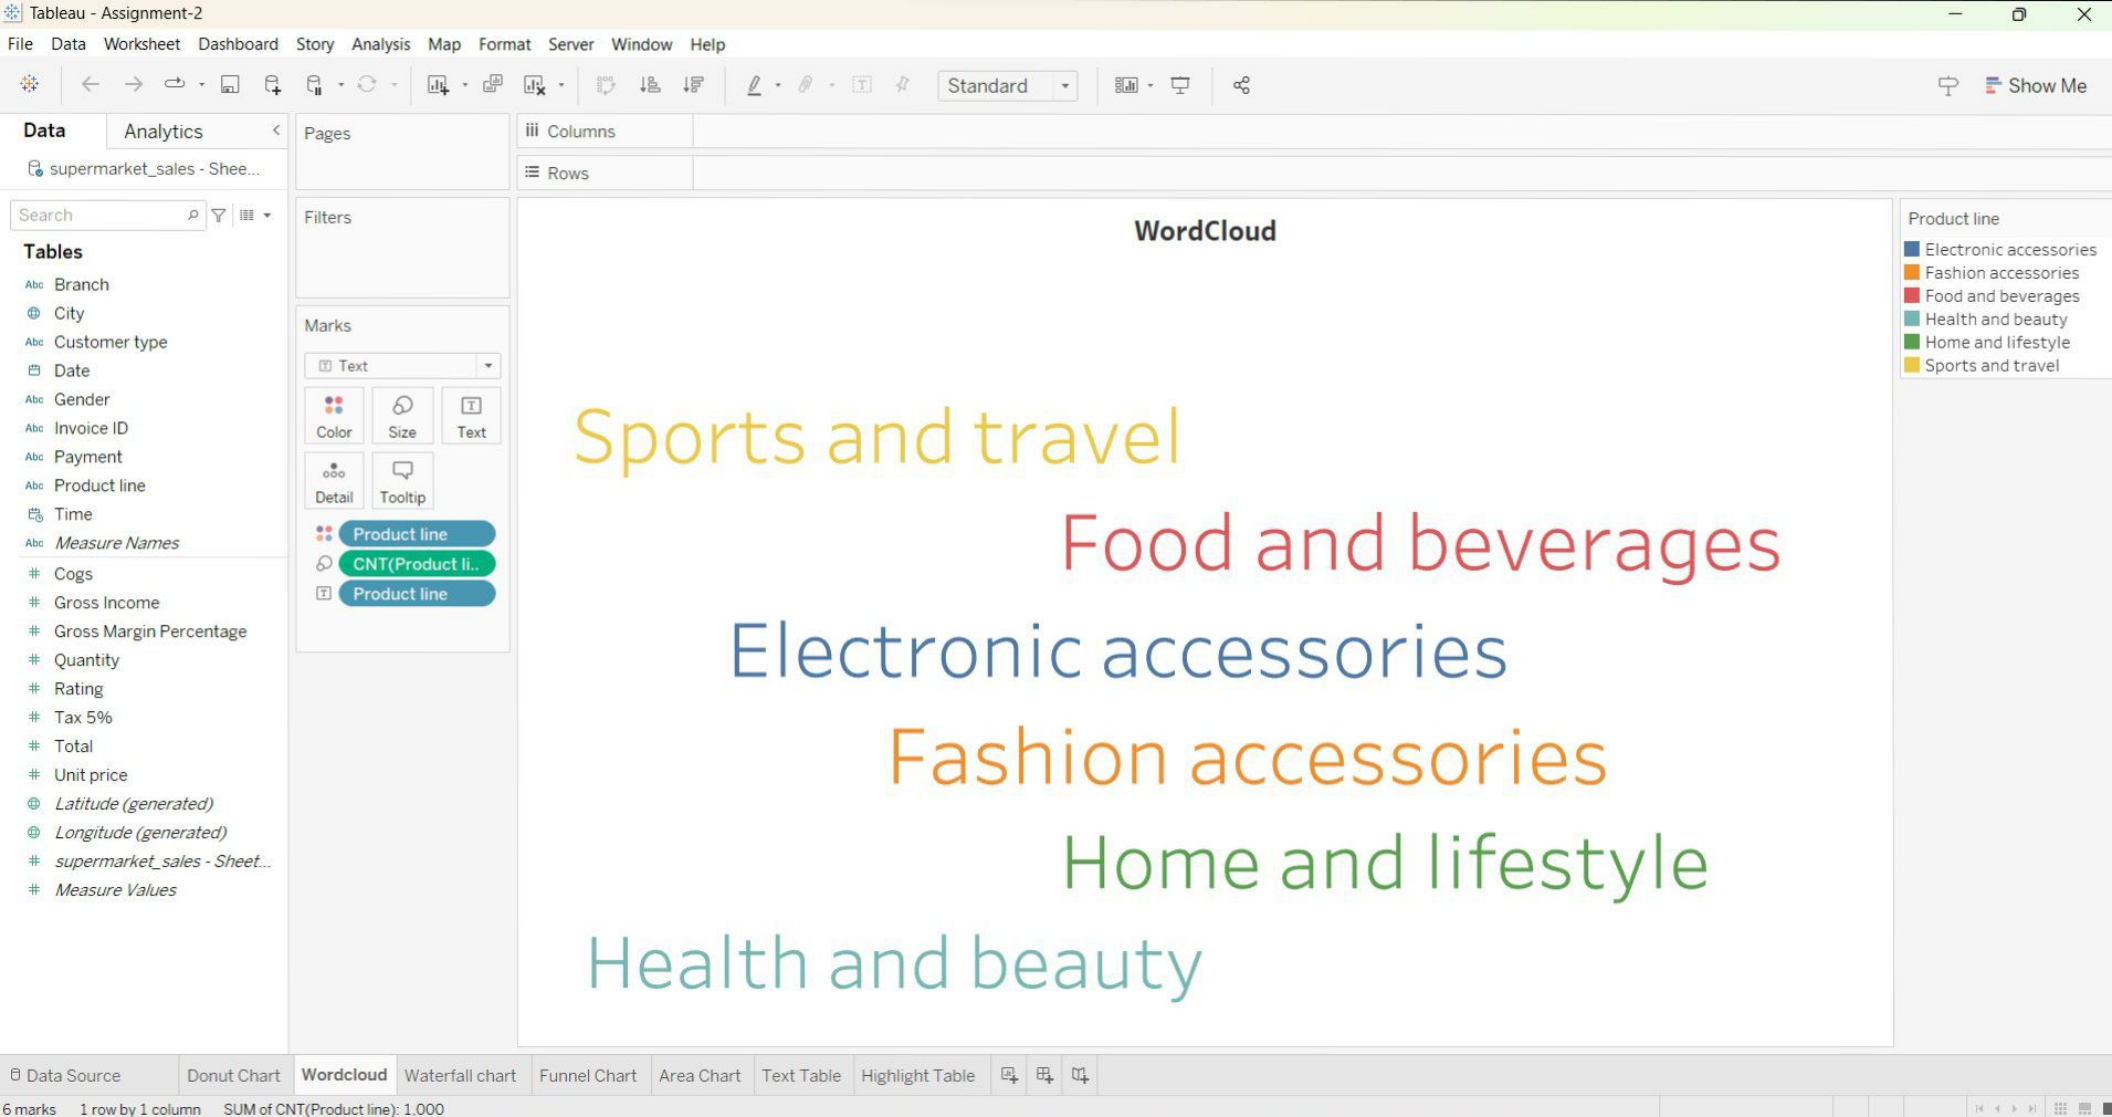 Tableau - Assignment-2
File Data Worksheet Dashboard Story Analysis Map Format Server Window Help
Standard
Show Me
Data
Analytics
Pages
Columns
supermarket_sales - Shee...
Rows
Search
Filters
WordCloud
Product line
Electronic accessories
Fashion accessories
Food and beverages
Health and beauty
Home and lifestyle
Sports and travel
Tables
Abc Branch
City
Abc Customer type
Date
Abc Gender
Abc Invoice ID
Abc Payment
Abc Product line
Time
Abc Measure Names
# Cogs
# Gross Income
# Gross Margin Percentage
# Quantity
# Rating
# Tax 5%
# Total
# Unit price
Latitude (generated)
Longitude (generated)
# supermarket_sales - Sheet...
# Measure Values
Marks
T Text
Color
Size
T Text
Detail
Tooltip
Product line
CNT(Product li..
T Product line
Sports and travel
Food and beverages
Electronic accessories
Fashion accessories
Home and lifestyle
Health and beauty
Data Source
Donut Chart
Wordcloud
Waterfall chart
Funnel Chart
Area Chart
Text Table
Highlight Table
6 marks 1 row by 1 column SUM of CNT(Product line): 1,000